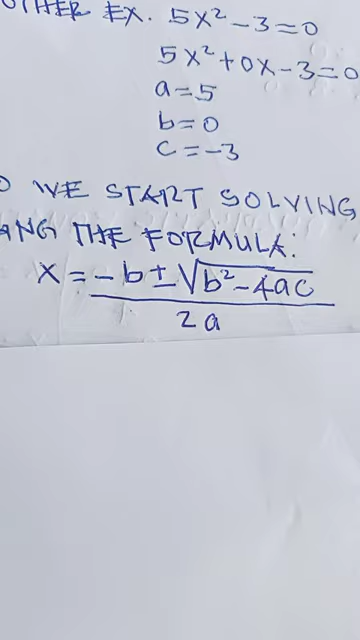 OTHER EX. 5x² - 3 = 0
5x² + 0x - 3 = 0
a = 5
b = 0
c = -3
WE START SOLVING
THE FORMULA:
x = -b ± √b² - 4ac
2a